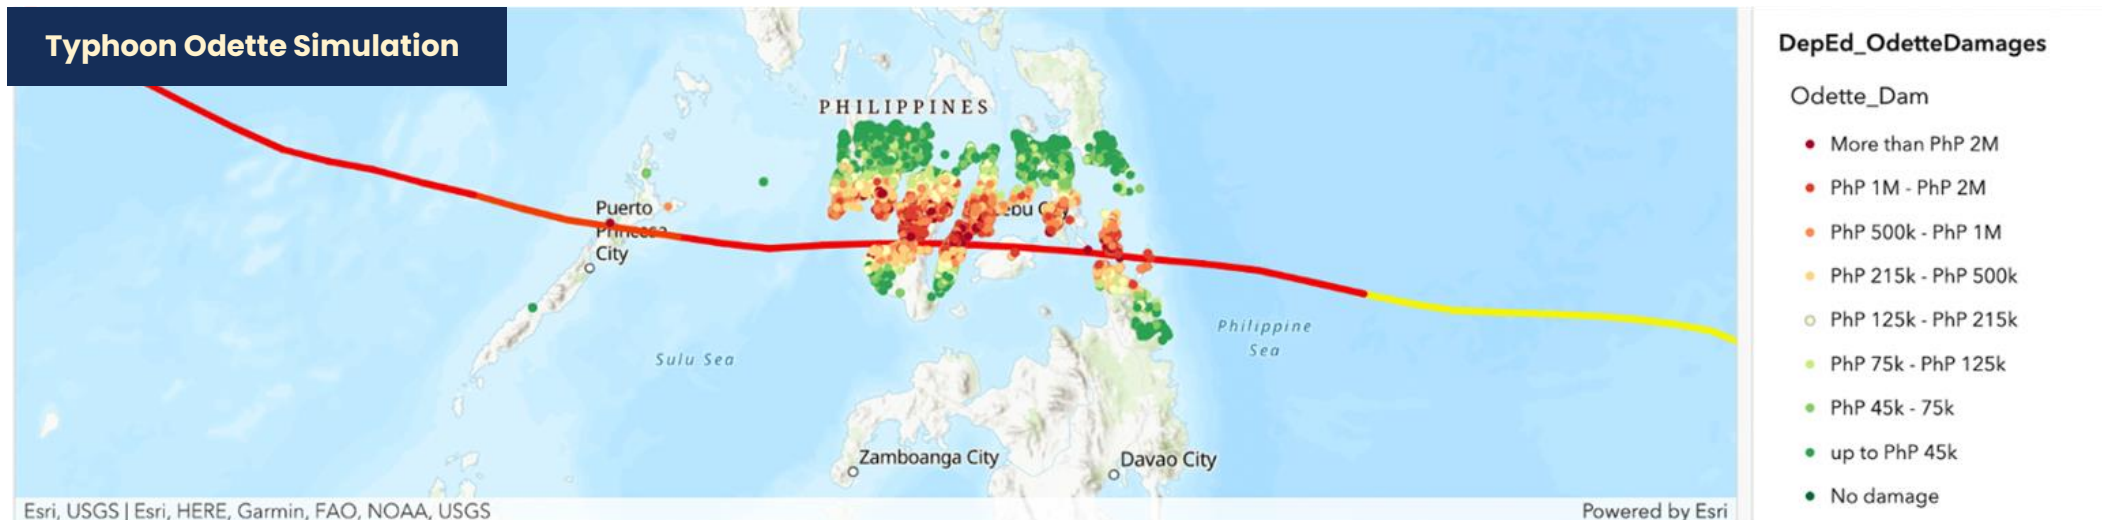 Typhoon Odette Simulation
PHILIPPINES
Puerto
Princesa
City
ebu C
Sulu Sea
Philippine
Sea
Zamboanga City
Davao City
Esri, USGS | Esri, HERE, Garmin, FAO, NOAA, USGS
Powered by Esri
DepEd_OdetteDamages
Odette_Dam
More than PhP 2M
PhP 1M - PhP 2M
PhP 500k - PhP 1M
PhP 215k - PhP 500k
PhP 125k - PhP 215k
PhP 75k - PhP 125k
PhP 45k - 75k
up to PhP 45k
No damage